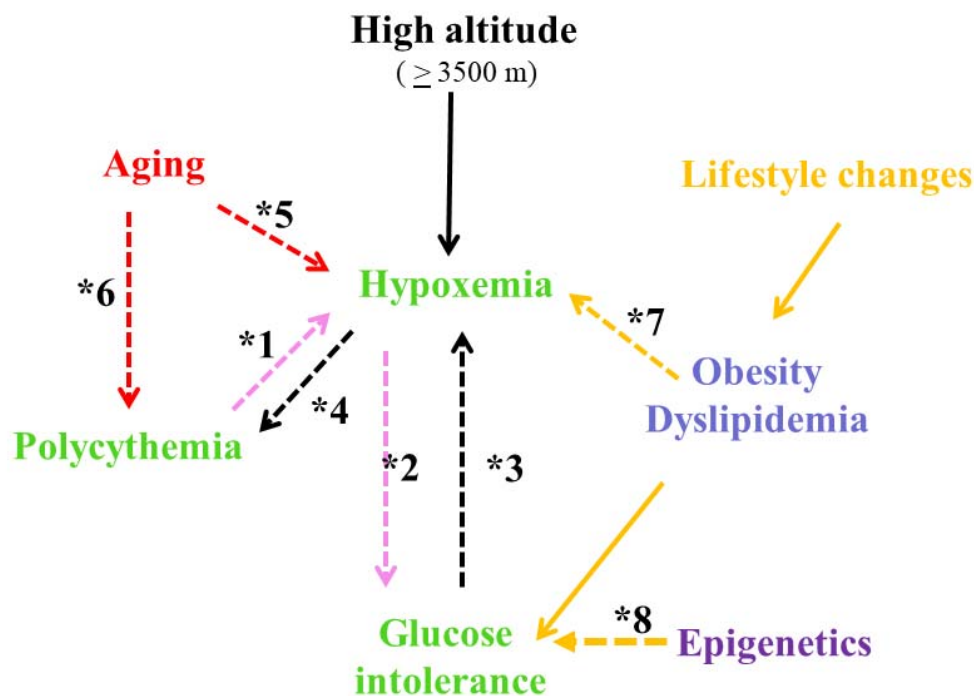 High altitude
( ≥ 3500 m)
Aging
Lifestyle changes
*5
*6
Hypoxemia
*1
*7
*4
Obesity
Dyslipidemia
Polycythemia
*2
*3
Glucose
intolerance
*8
Epigenetics